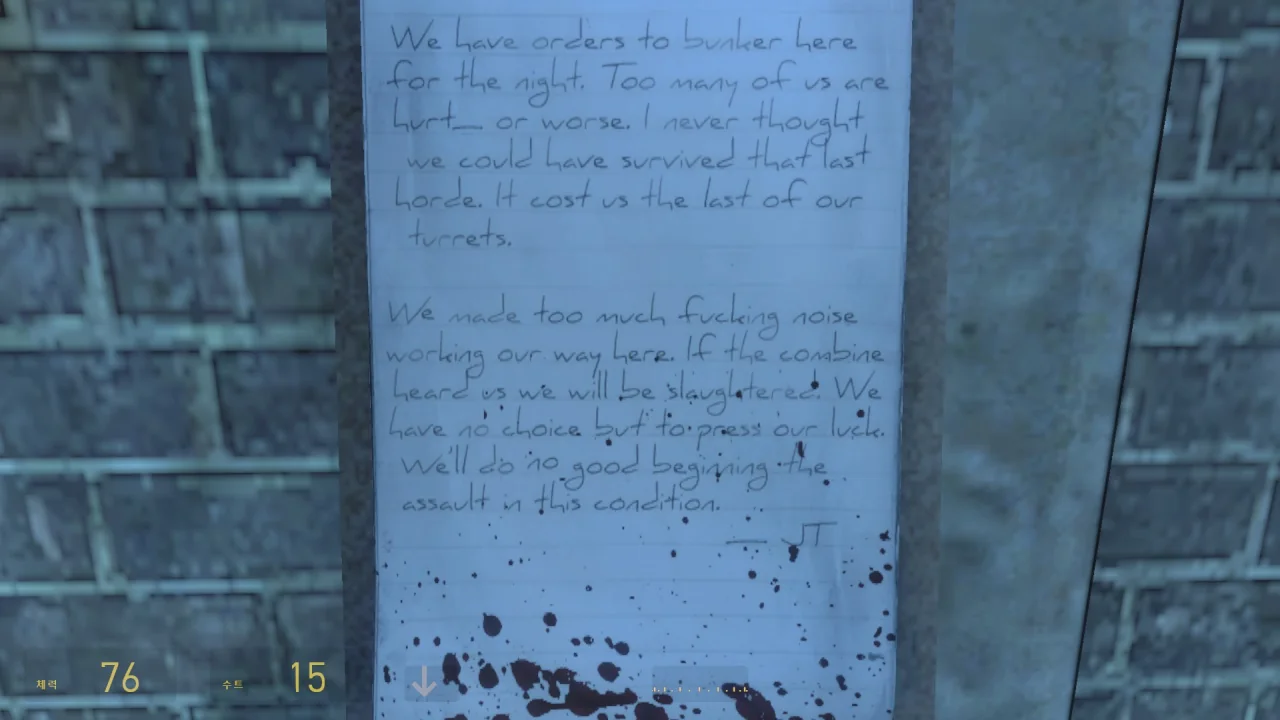 We have orders to bunker here
for the night. Too many of us are
hurt— or worse. I never thought
we could have survived that last
horde. It cost us the last of our
turrets.
We made too much fucking noise
working our way here. If the combine
heard us we will be slaughtered. We
have no choice but to press our luck.
We'll do no good beginning the
assault in this condition.
— JT
체력 76 수트 15